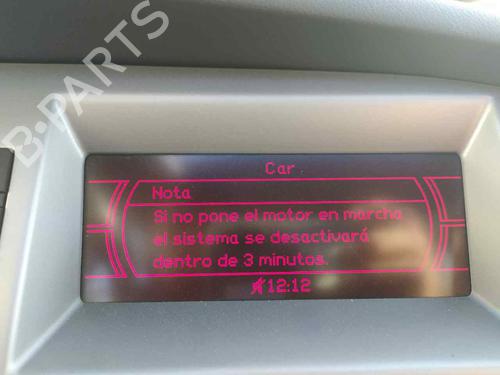 B-PARTS
Car
Nota
Si no pone el motor en marcha
el sistema se desactivará
dentro de 3 minutos.
12:12